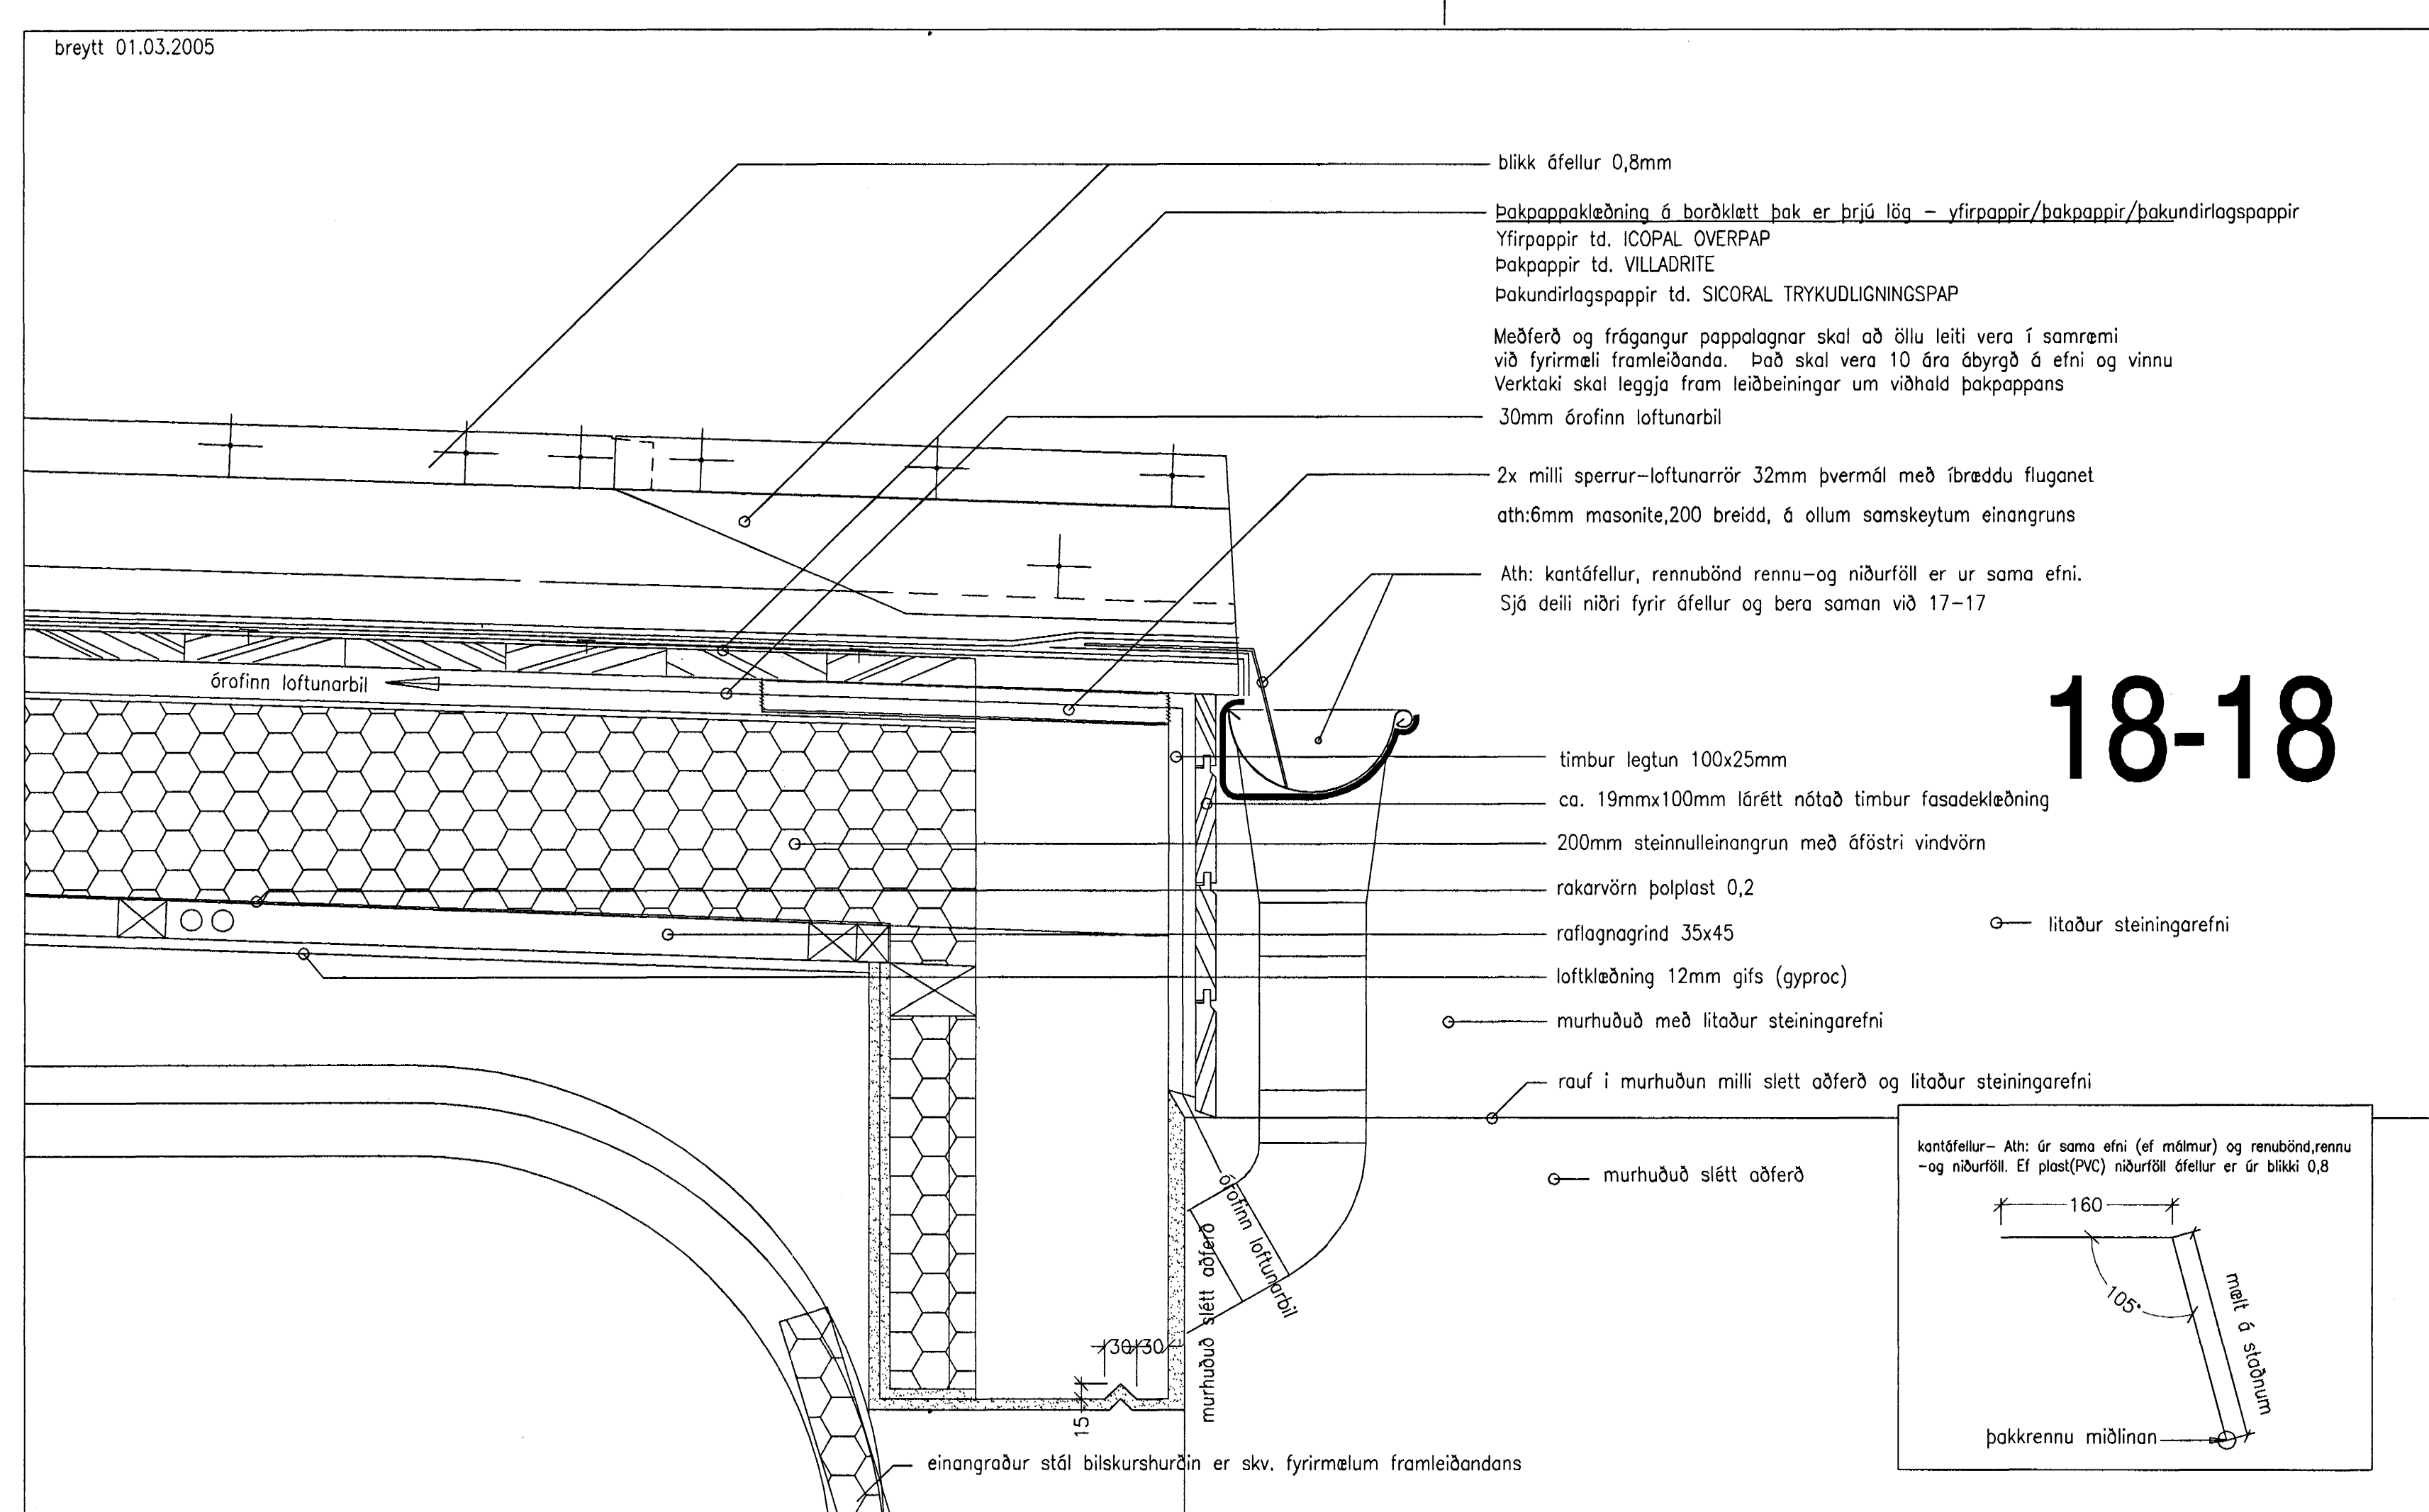 breytt 01.03.2005
blikk áfellur 0,8mm
Þakpappaklæðning á borðklætt þak er þrjú lög – yfirpappir/þakpappir/þakundirlagspappir
Yfirpappir td. ICOPAL OVERPAP
Þakpappir td. VILLADRITE
Þakundirlagspappir td. SICORAL TRYKUDLIGNINGSPAP
Meðferð og frágangur pappalagnar skal að öllu leiti vera í samræmi
við fyrirmæli framleiðanda. Það skal vera 10 ára ábyrgð á efni og vinnu
Verktaki skal leggja fram leiðbeiningar um viðhald þakpappans
30mm órofinn loftunarbil
2x milli sperrur-loftunarrör 32mm þvermál með íbræddu fluganet
ath:6mm masonite,200 breidd, á ollum samskeytum einangruns
Ath: kantáfellur, rennubönd rennu-og niðurföll er ur sama efni.
Sjá deili niðri fyrir áfellur og bera saman við 17-17
órofinn loftunarbil
18-18
timbur legtun 100x25mm
ca. 19mmx100mm lárétt nótað timbur fasadeklæðning
200mm steinnulleinangrun með áföstri vindvörn
rakarvörn þolplast 0,2
raflagnagrind 35x45
litaður steiningarefni
loftklæðning 12mm gifs (gyproc)
murhuðuð með litaður steiningarefni
rauf i murhuðun milli slett aðferð og litaður steiningarefni
murhuðuð slétt aðferð
kantáfellur- Ath: úr sama efni (ef málmur) og renubönd,rennu
-og niðurföll. Ef plast(PVC) niðurföll áfellur er úr blikki 0,8
160
105°
mælt á staðnum
þakkrennu miðlinan
órofinn loftunarbil
murhuðuð slétt aðferð
30
30
15
einangraður stál bilskurshurðin er skv. fyrirmælum framleiðandans